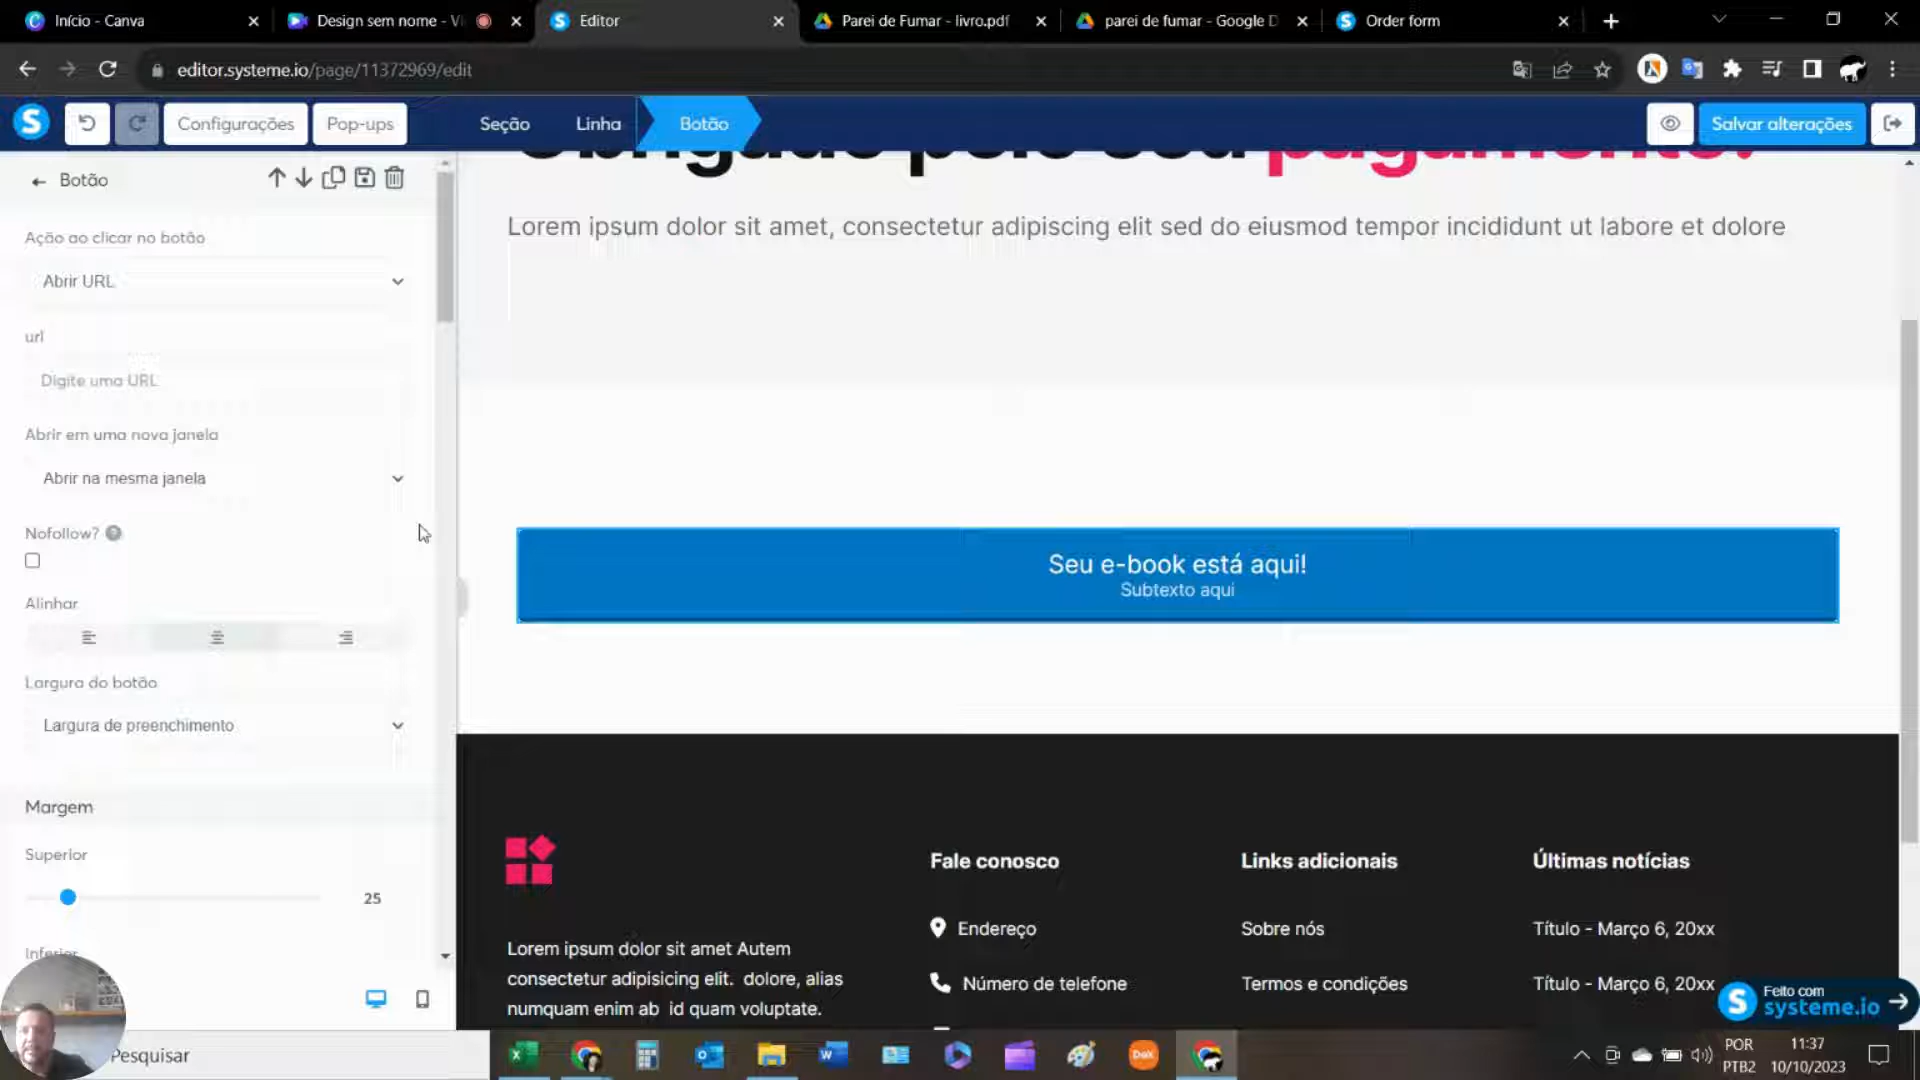 Início - Canva
Design sem nome - Ví
Editor
Parei de Fumar - livro.pdf
parei de fumar - Google D
Order form
editor.systeme.io/page/11372969/edit
Configurações
Pop-ups
Seção
Linha
Botão
Salvar alterações
Botão
Ação ao clicar no botão
Abrir URL
url
Digite uma URL
Abrir em uma nova janela
Abrir na mesma janela
Nofollow?
Alinhar
Largura do botão
Largura de preenchimento
Margem
Superior
25
Inferior
Obrigado pelo seu pagamento!
Lorem ipsum dolor sit amet, consectetur adipiscing elit sed do eiusmod tempor incididunt ut labore et dolore
Seu e-book está aqui!
Subtexto aqui
Lorem ipsum dolor sit amet Autem
consectetur adipisicing elit. dolore, alias
numquam enim ab id quam voluptate.
Fale conosco
Endereço
Número de telefone
Links adicionais
Sobre nós
Termos e condições
Últimas notícias
Título - Março 6, 20xx
Título - Março 6, 20xx
Feito com
systeme.io
Pesquisar
POR
PTB2
11:37
10/10/2023